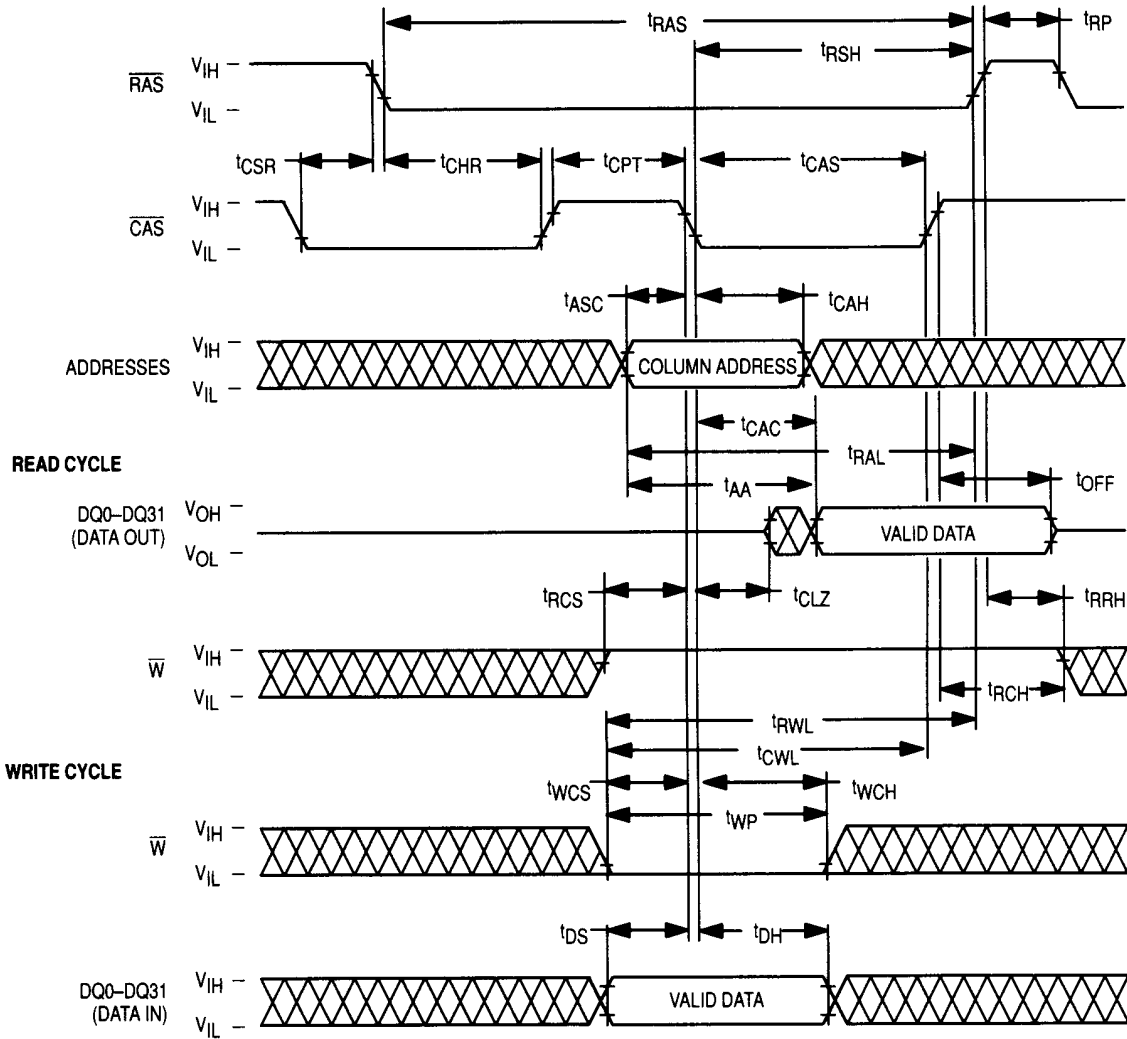 tRAS
tRP
tRSH
RAS
VIH
VIL
tCSR
tCHR
tCPT
tCAS
CAS
VIH
VIL
tASC
tCAH
ADDRESSES
VIH
VIL
COLUMN ADDRESS
tCAC
tRAL
READ CYCLE
tAA
tOFF
DQ0–DQ31
(DATA OUT)
VOH
VOL
VALID DATA
tRCS
tCLZ
tRRH
W
VIH
VIL
tRCH
tRWL
tCWL
WRITE CYCLE
tWCS
tWCH
tWP
W
VIH
VIL
tDS
tDH
DQ0–DQ31
(DATA IN)
VIH
VIL
VALID DATA